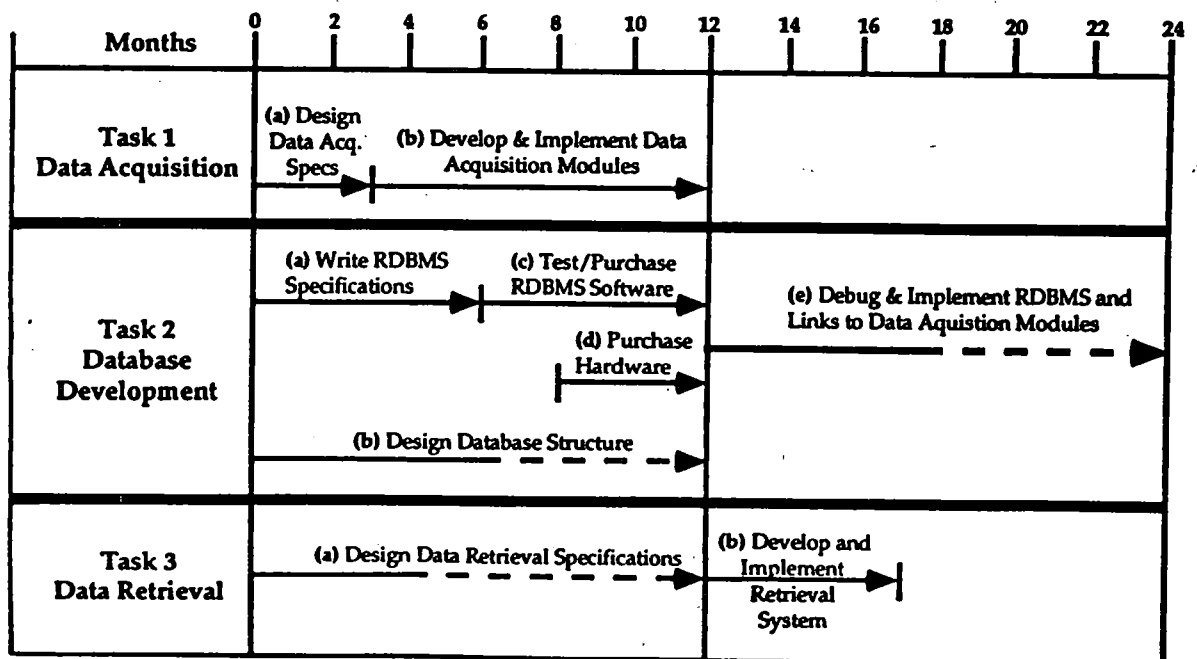 0 2 4 6 8 10 12 14 16 18 20 22 24
Months
Task 1
Data Acquisition
(a) Design
Data Acq.
Specs
(b) Develop & Implement Data
Acquisition Modules
Task 2
Database
Development
(a) Write RDBMS
Specifications
(c) Test/Purchase
RDBMS Software
(d) Purchase
Hardware
(b) Design Database Structure
(e) Debug & Implement RDBMS and
Links to Data Aquistion Modules
Task 3
Data Retrieval
(a) Design Data Retrieval Specifications
(b) Develop and
Implement
Retrieval
System